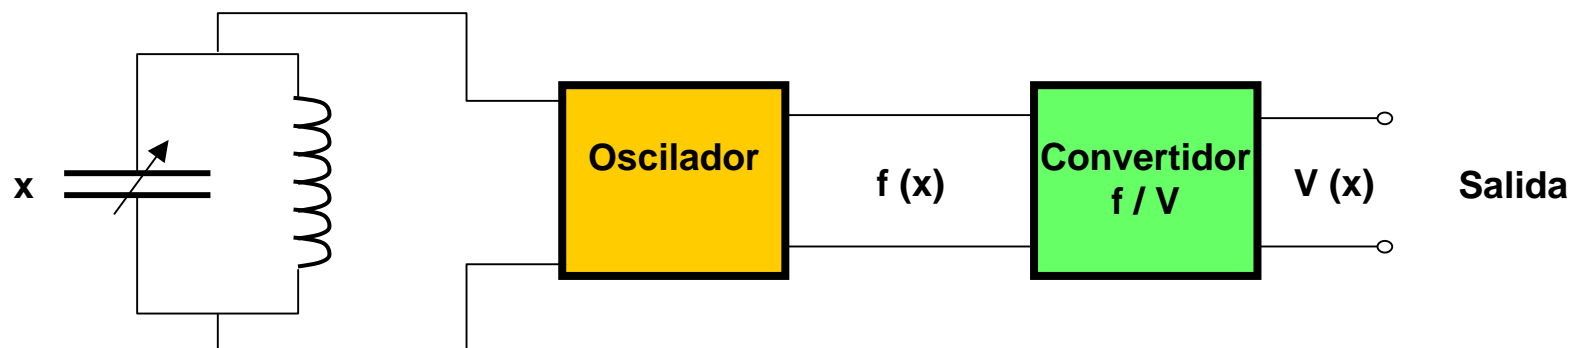 x
Oscilador
f (x)
Convertidor
f / V
V (x)
Salida